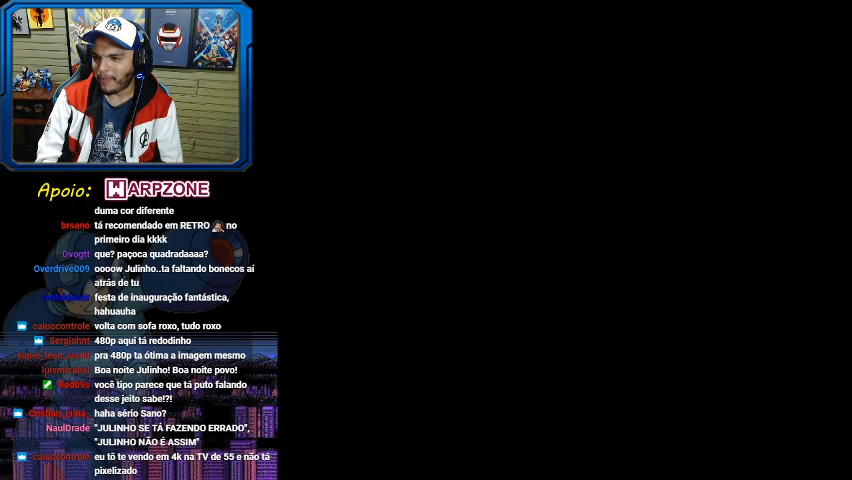 Apoio: WARPZONE
duma cor diferente
brsano tá recomendado em RETRO no
primeiro dia kkkk
Dvogtt que? paçoca quadradaaaa?
Overdrive009 oooow Julinho..ta faltando bonecos aí
atrás de tu
festa de inauguração fantástica,
hahuauha
caiuocontrole volta com sofa roxo, tudo roxo
Sergiohnt 480p aqui tá redodinho
super_leon_world pra 480p ta ótima a imagem mesmo
luismirabel Boa noite Julinho! Boa noite povo!
Red09s você tipo parece que tá puto falando
desse jeito sabe!?!
Cristian_Lima_ haha sério Sano?
NaulDrade "JULINHO SE TÁ FAZENDO ERRADO",
"JULINHO NÃO É ASSIM"
caiuocontrole eu tô te vendo em 4k na TV de 55 e não tá
pixelizado